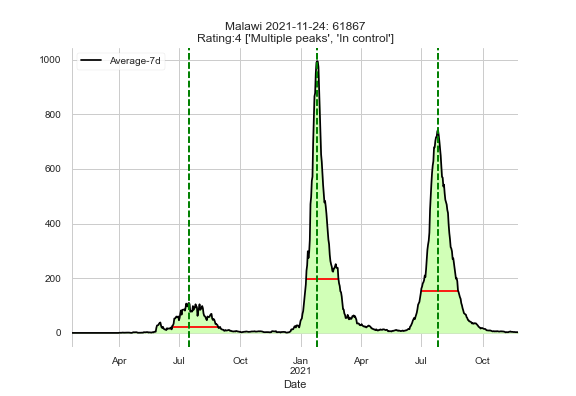 Malawi 2021-11-24: 61867
Rating:4 ['Multiple peaks', 'In control']
1000
800
600
400
200
0
Average-7d
Apr
Jul
Oct
Jan
2021
Apr
Jul
Oct
Date